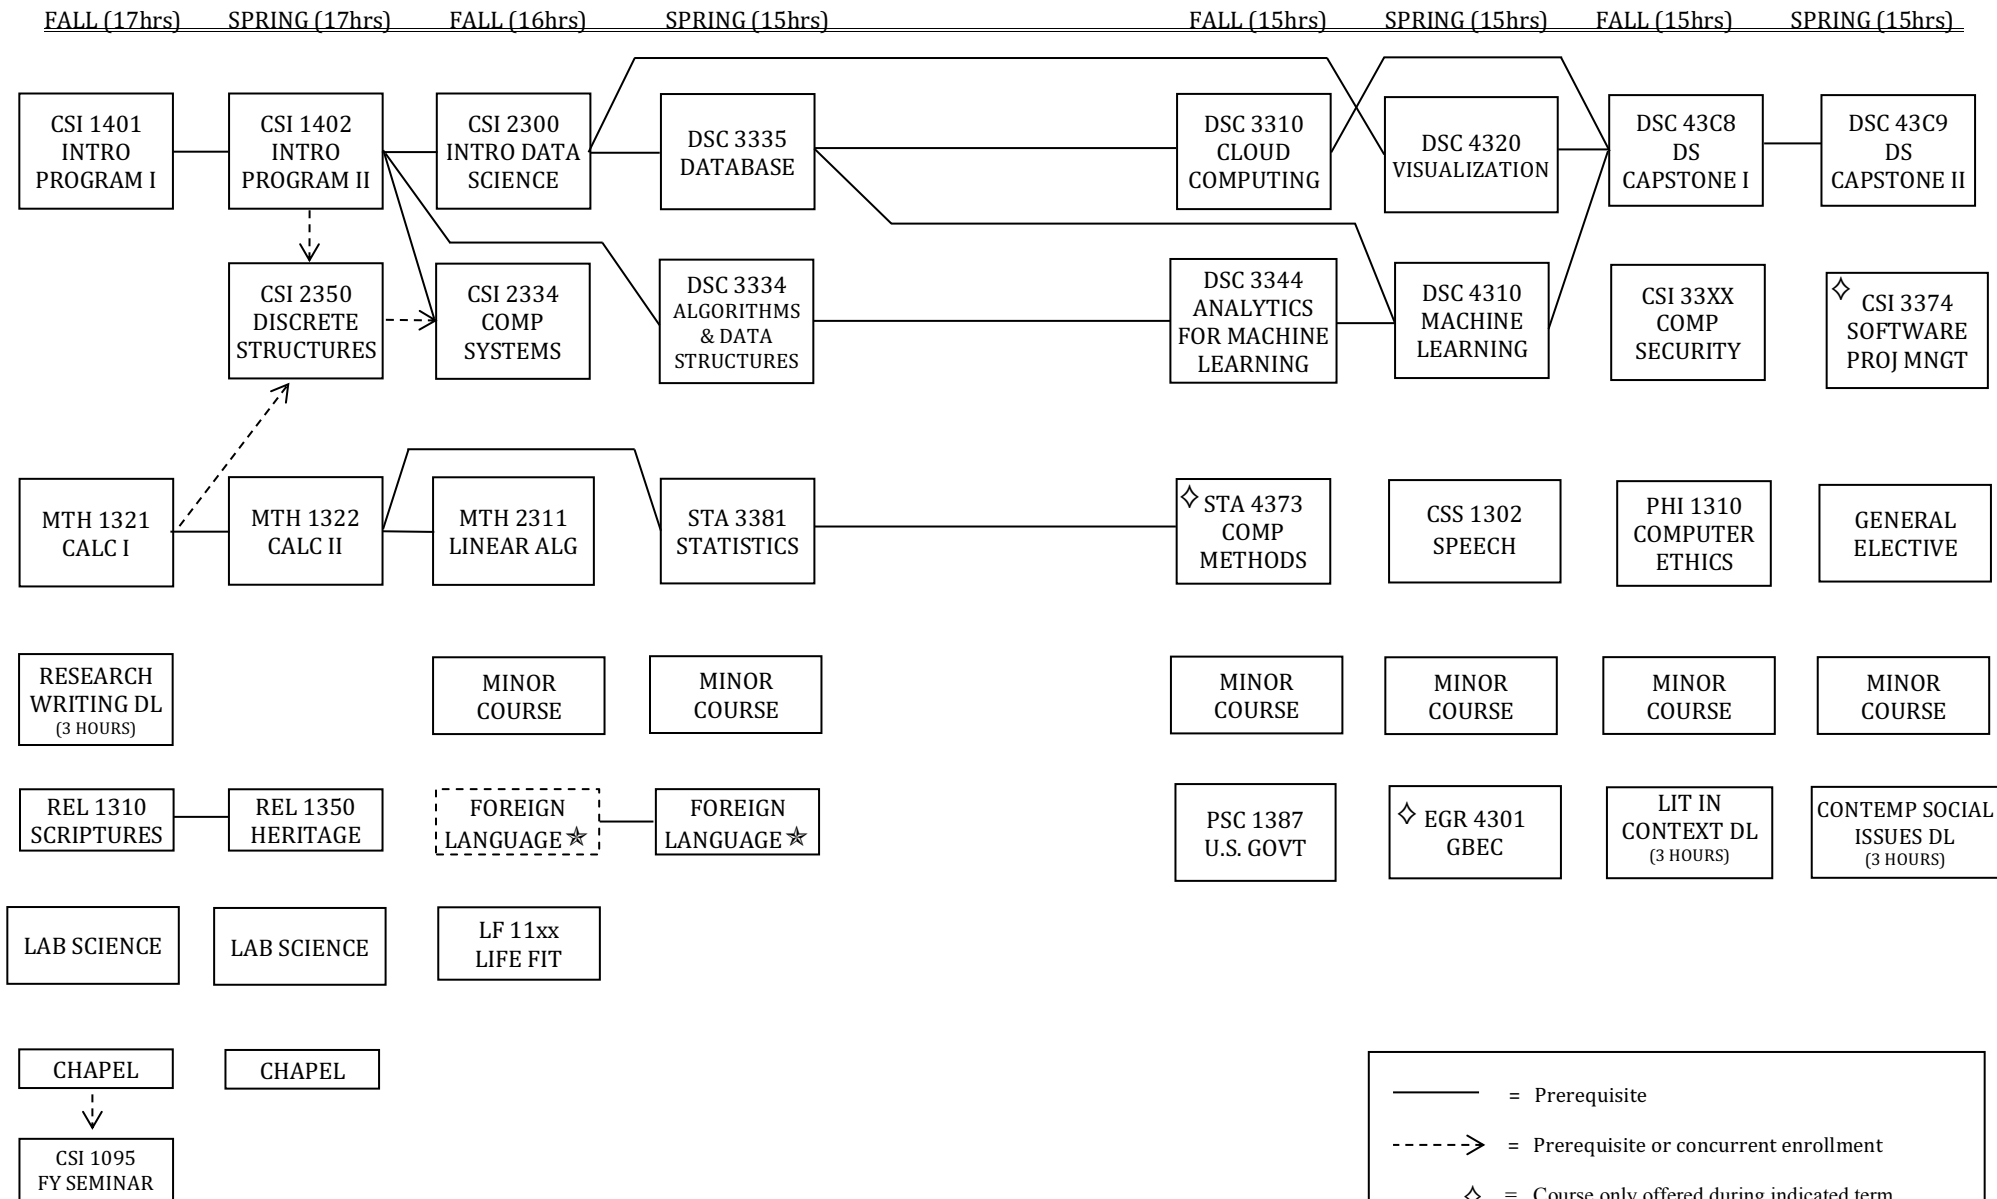 FALL (17hrs) SPRING (17hrs) FALL (16hrs) SPRING (15hrs) FALL (15hrs) SPRING (15hrs) FALL (15hrs) SPRING (15hrs)
CSI 1401
INTRO
PROGRAM I
CSI 1402
INTRO
PROGRAM II
CSI 2300
INTRO DATA
SCIENCE
DSC 3335
DATABASE
DSC 3310
CLOUD
COMPUTING
DSC 4320
VISUALIZATION
DSC 43C8
DS
CAPSTONE I
DSC 43C9
DS
CAPSTONE II
CSI 2350
DISCRETE
STRUCTURES
CSI 2334
COMP
SYSTEMS
DSC 3334
ALGORITHMS
& DATA
STRUCTURES
DSC 3344
ANALYTICS
FOR MACHINE
LEARNING
DSC 4310
MACHINE
LEARNING
CSI 33XX
COMP
SECURITY
CSI 3374
SOFTWARE
PROJ MNGT
MTH 1321
CALC I
MTH 1322
CALC II
MTH 2311
LINEAR ALG
STA 3381
STATISTICS
STA 4373
COMP
METHODS
CSS 1302
SPEECH
PHI 1310
COMPUTER
ETHICS
GENERAL
ELECTIVE
RESEARCH
WRITING DL
(3 HOURS)
MINOR
COURSE
MINOR
COURSE
MINOR
COURSE
MINOR
COURSE
MINOR
COURSE
MINOR
COURSE
REL 1310
SCRIPTURES
REL 1350
HERITAGE
FOREIGN
LANGUAGE
FOREIGN
LANGUAGE
PSC 1387
U.S. GOVT
EGR 4301
GBEC
LIT IN
CONTEXT DL
(3 HOURS)
CONTEMP SOCIAL
ISSUES DL
(3 HOURS)
LAB SCIENCE
LAB SCIENCE
LF 11xx
LIFE FIT
CHAPEL
CHAPEL
CSI 1095
FY SEMINAR
= Prerequisite
= Prerequisite or concurrent enrollment
= Course only offered during indicated term